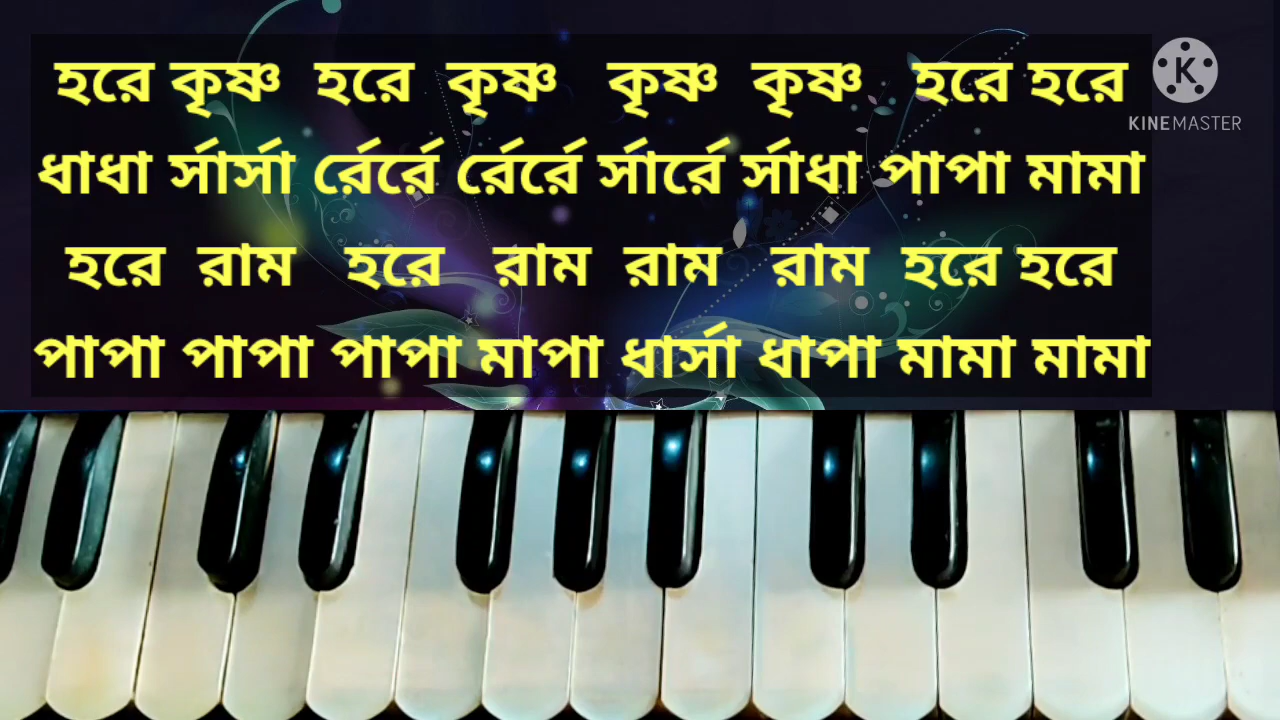 হরে কৃষ্ণ হরে কৃষ্ণ কৃষ্ণ কৃষ্ণ হরে হরে
KINEMASTER
ধাধা র্সার্সা র্রের্রে র্রের্রে র্সার্রে র্সাধা পাপা মামা
হরে রাম হরে রাম রাম রাম হরে হরে
পাপা পাপা পাপা মাপা ধার্সা ধাপা মামা মামা